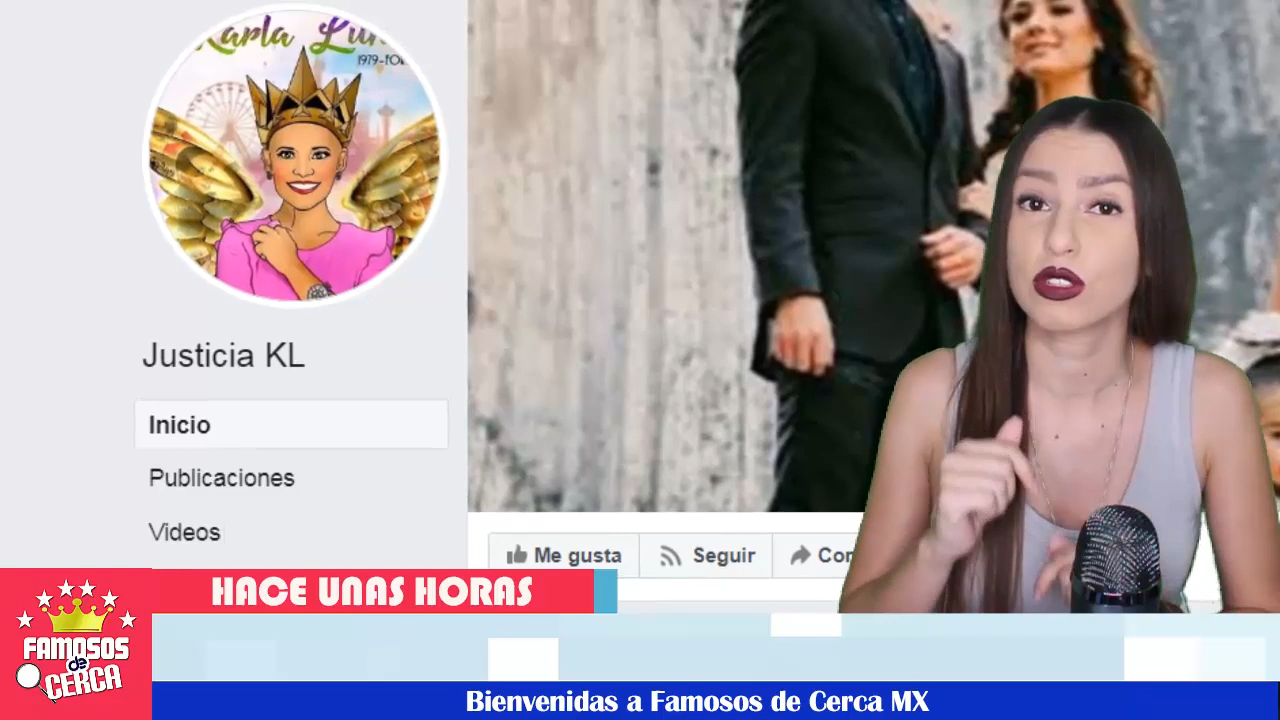 Karla
1979-
Justicia KL
Inicio
Publicaciones
Videos
Me gusta
Seguir
HACE UNAS HORAS
FAMOSOS
de
CERCA
Bienvenidas a Famosos de Cerca MX